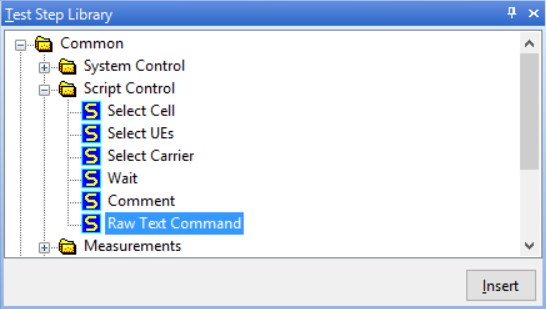 Test Step Library
Common
System Control
Script Control
Select Cell
Select UEs
Select Carrier
Wait
Comment
Raw Text Command
Measurements
Insert